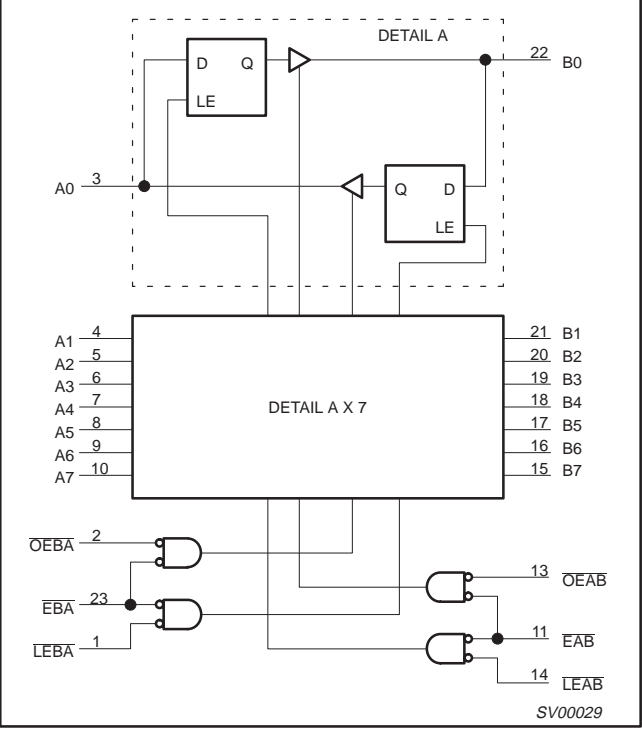 DETAIL A
D Q
LE
22 B0
A0 3
Q D
LE
A1 4
A2 5
A3 6
A4 7
A5 8
A6 9
A7 10
DETAIL A X 7
21 B1
20 B2
19 B3
18 B4
17 B5
16 B6
15 B7
OEBA 2
EBA 23
LEBA 1
13 OEAB
11 EAB
14 LEAB
SV00029